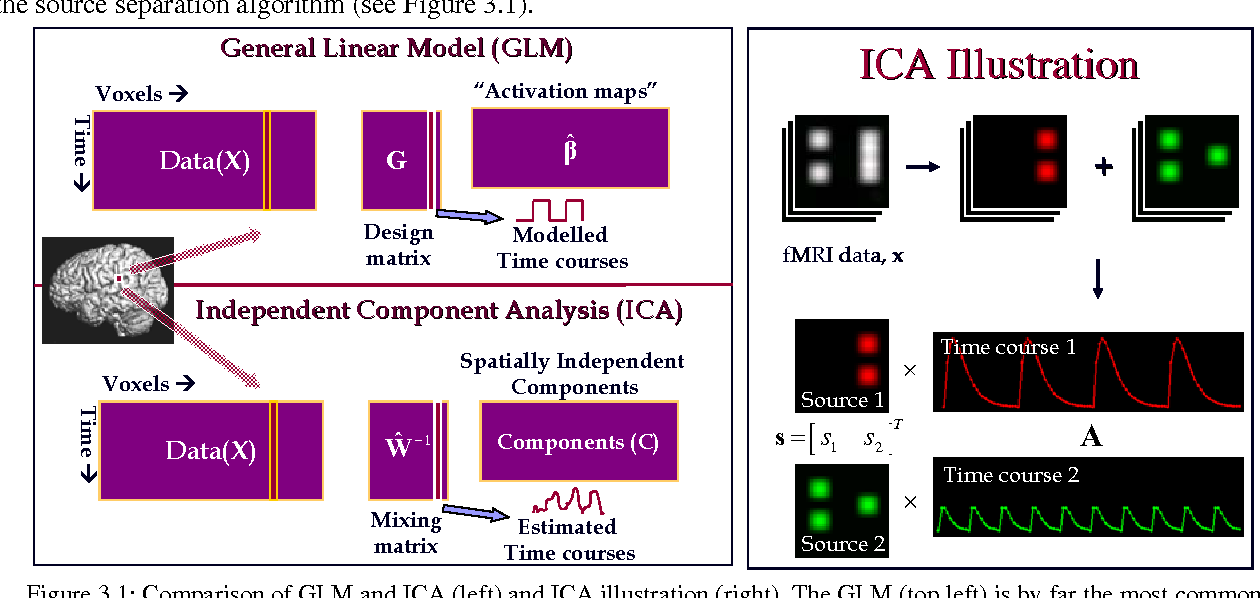 the source separation algorithm (see Figure 3.1).
General Linear Model (GLM)
Voxels →
Time →
Data(X)
G
Design
matrix
"Activation maps"
β̂
Modelled
Time courses
Independent Component Analysis (ICA)
Voxels →
Time →
Data(X)
Ŵ⁻¹
Mixing
matrix
Spatially Independent
Components
Components (C)
Estimated
Time courses
ICA Illustration
→
+
fMRI data, x
Source 1
×
Time course 1
s = [ s₁ s₂ ]ᵀ
A
Source 2
×
Time course 2
Figure 3.1: Comparison of GLM and ICA (left) and ICA illustration (right). The GLM (top left) is by far the most common